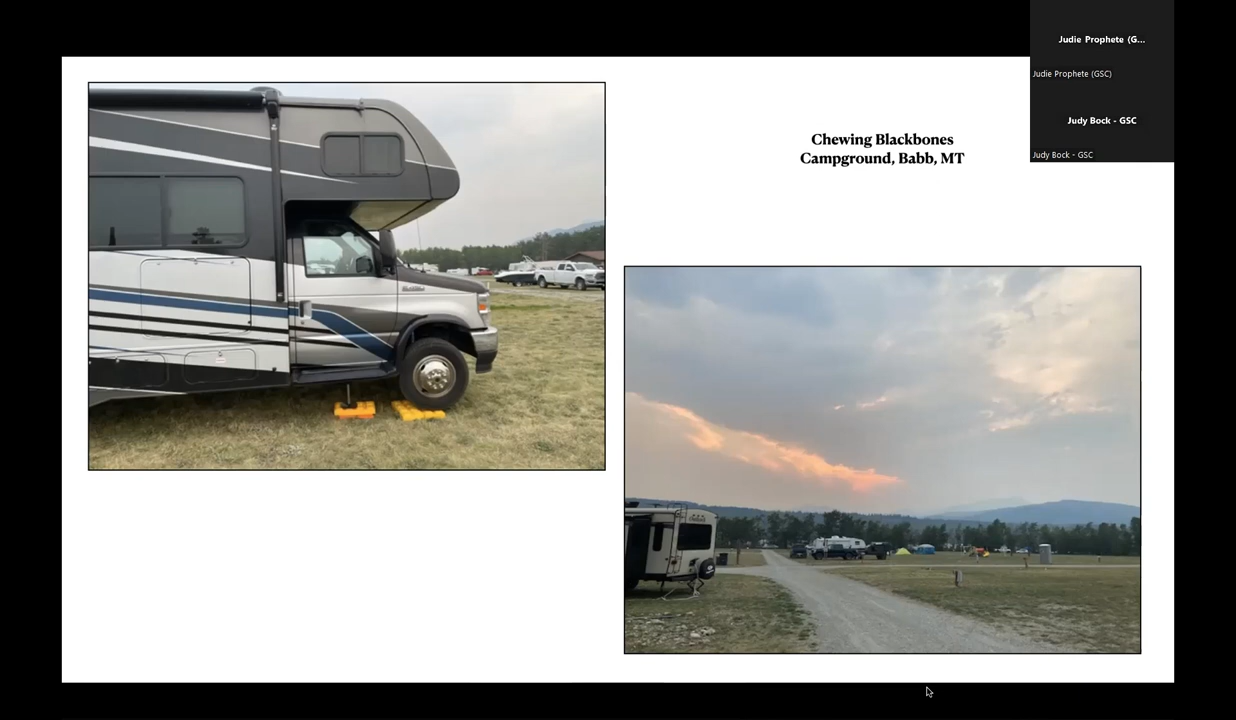 Judie Prophete (G...
Judie Prophete (GSC)
Judy Bock - GSC
Judy Bock - GSC
Chewing Blackbones
Campground, Babb, MT